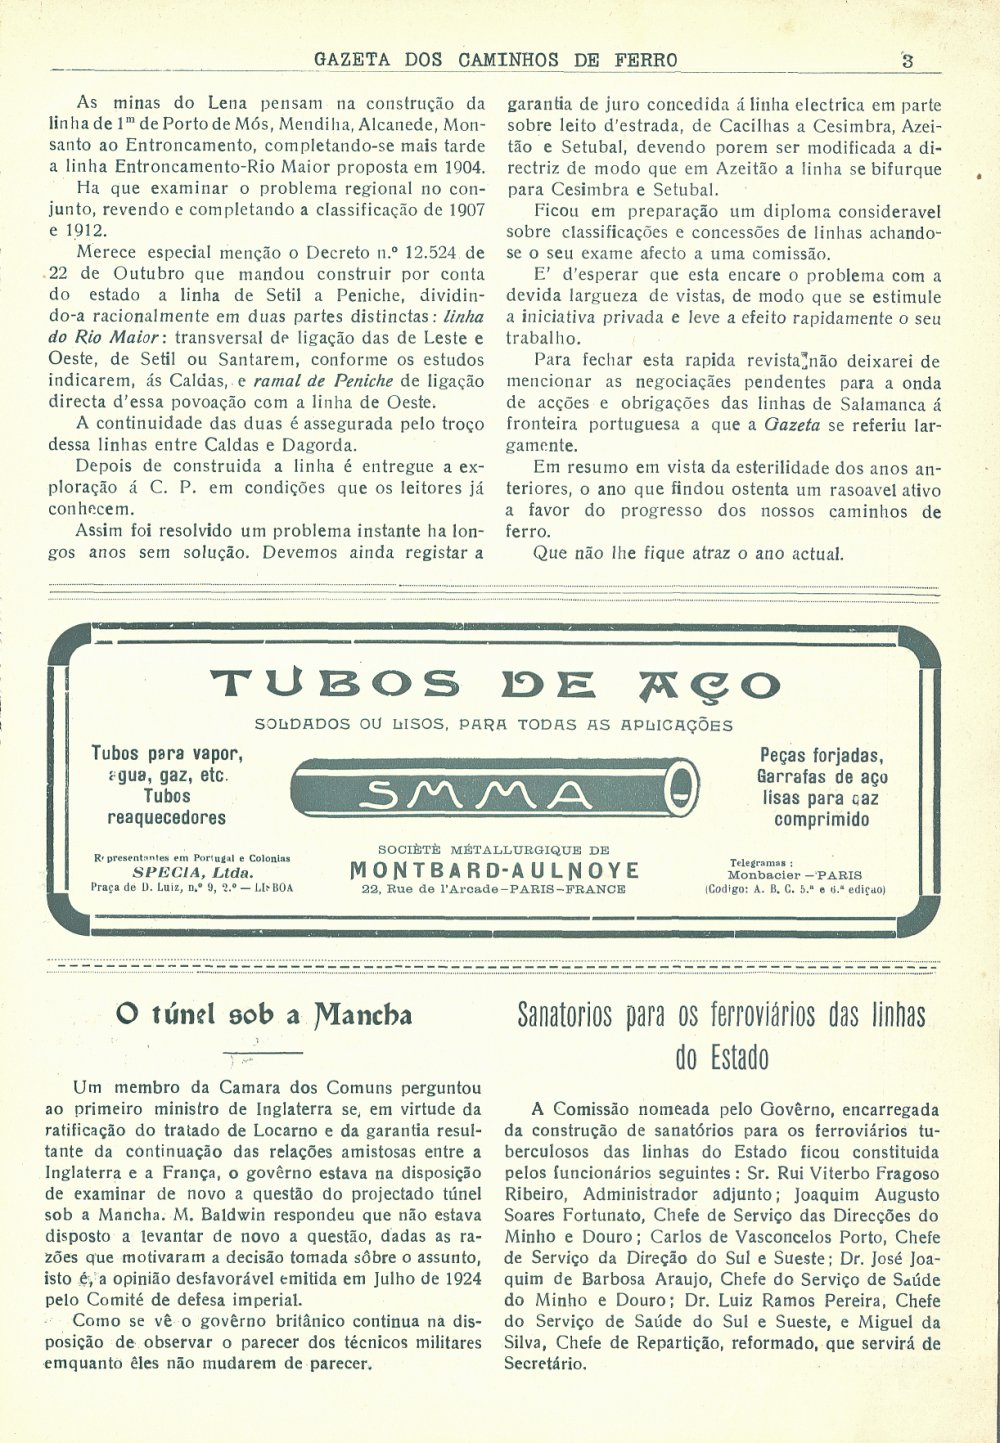 GAZETA DOS CAMINHOS DE FERRO 3
As minas do Lena pensam na construção da
linha de 1ᵐ de Porto de Mós, Mendiha, Alcanede, Mon-
santo ao Entroncamento, completando-se mais tarde
a linha Entroncamento-Rio Maior proposta em 1904.
Ha que examinar o problema regional no con-
junto, revendo e completando a classificação de 1907
e 1912.
Merece especial menção o Decreto n.º 12.524 de
22 de Outubro que mandou construir por conta
do estado a linha de Setil a Peniche, dividin-
do-a racionalmente em duas partes distinctas: linha
do Rio Maior: transversal de ligação das de Leste e
Oeste, de Setil ou Santarem, conforme os estudos
indicarem, ás Caldas, e ramal de Peniche de ligação
directa d'essa povoação com a linha de Oeste.
A continuidade das duas é assegurada pelo troço
dessa linhas entre Caldas e Dagorda.
Depois de construida a linha é entregue a ex-
ploração á C. P. em condições que os leitores já
conhecem.
Assim foi resolvido um problema instante ha lon-
gos anos sem solução. Devemos ainda registar a
garantia de juro concedida á linha electrica em parte
sobre leito d'estrada, de Cacilhas a Cesimbra, Azei-
tão e Setubal, devendo porem ser modificada a di-
rectriz de modo que em Azeitão a linha se bifurque
para Cesimbra e Setubal.
Ficou em preparação um diploma consideravel
sobre classificações e concessões de linhas achando-
se o seu exame afecto a uma comissão.
E' d'esperar que esta encare o problema com a
devida largueza de vistas, de modo que se estimule
a iniciativa privada e leve a efeito rapidamente o seu
trabalho.
Para fechar esta rapida revista não deixarei de
mencionar as negociaçães pendentes para a onda
de acções e obrigações das linhas de Salamanca á
fronteira portuguesa a que a Gazeta se referiu lar-
gamente.
Em resumo em vista da esterilidade dos anos an-
teriores, o ano que findou ostenta um rasoavel ativo
a favor do progresso dos nossos caminhos de
ferro.
Que não lhe fique atraz o ano actual.
TUBOS DE AÇO
SOLDADOS OU LISOS, PARA TODAS AS APLICAÇÕES
Tubos para vapor,
agua, gaz, etc.
Tubos
reaquecedores
SMMA
Peças forjadas,
Garrafas de aço
lisas para gaz
comprimido
Representantes em Portugal e Colonias
SPECIA, Ltda.
Praça de D. Luiz, n.º 9, 2.º — LISBOA
SOCIÈTÈ MÉTALLURGIQUE DE
MONTBARD-AULNOYE
22, Rue de l'Arcade-PARIS-FRANCE
Telegramas:
Monbacier — PARIS
(Codigo: A. B. C. 5.ª e 6.ª edição)
O túnel sob a Mancha
Um membro da Camara dos Comuns perguntou
ao primeiro ministro de Inglaterra se, em virtude da
ratificação do tratado de Locarno e da garantia resul-
tante da continuação das relações amistosas entre a
Inglaterra e a França, o govêrno estava na disposição
de examinar de novo a questão do projectado túnel
sob a Mancha. M. Baldwin respondeu que não estava
disposto a levantar de novo a questão, dadas as ra-
zões que motivaram a decisão tomada sôbre o assunto,
isto é, a opinião desfavorável emitida em Julho de 1924
pelo Comité de defesa imperial.
Como se vê o govêrno britânico continua na dis-
posição de observar o parecer dos técnicos militares
emquanto êles não mudarem de parecer.
Sanatorios para os ferroviários das linhas
do Estado
A Comissão nomeada pelo Govêrno, encarregada
da construção de sanatórios para os ferroviários tu-
berculosos das linhas do Estado ficou constituida
pelos funcionários seguintes: Sr. Rui Viterbo Fragoso
Ribeiro, Administrador adjunto; Joaquim Augusto
Soares Fortunato, Chefe de Serviço das Direcções do
Minho e Douro; Carlos de Vasconcelos Porto, Chefe
de Serviço da Direção do Sul e Sueste; Dr. José Joa-
quim de Barbosa Araujo, Chefe do Serviço de Saúde
do Minho e Douro; Dr. Luiz Ramos Pereira, Chefe
do Serviço de Saúde do Sul e Sueste, e Miguel da
Silva, Chefe de Repartição, reformado, que servirá de
Secretário.